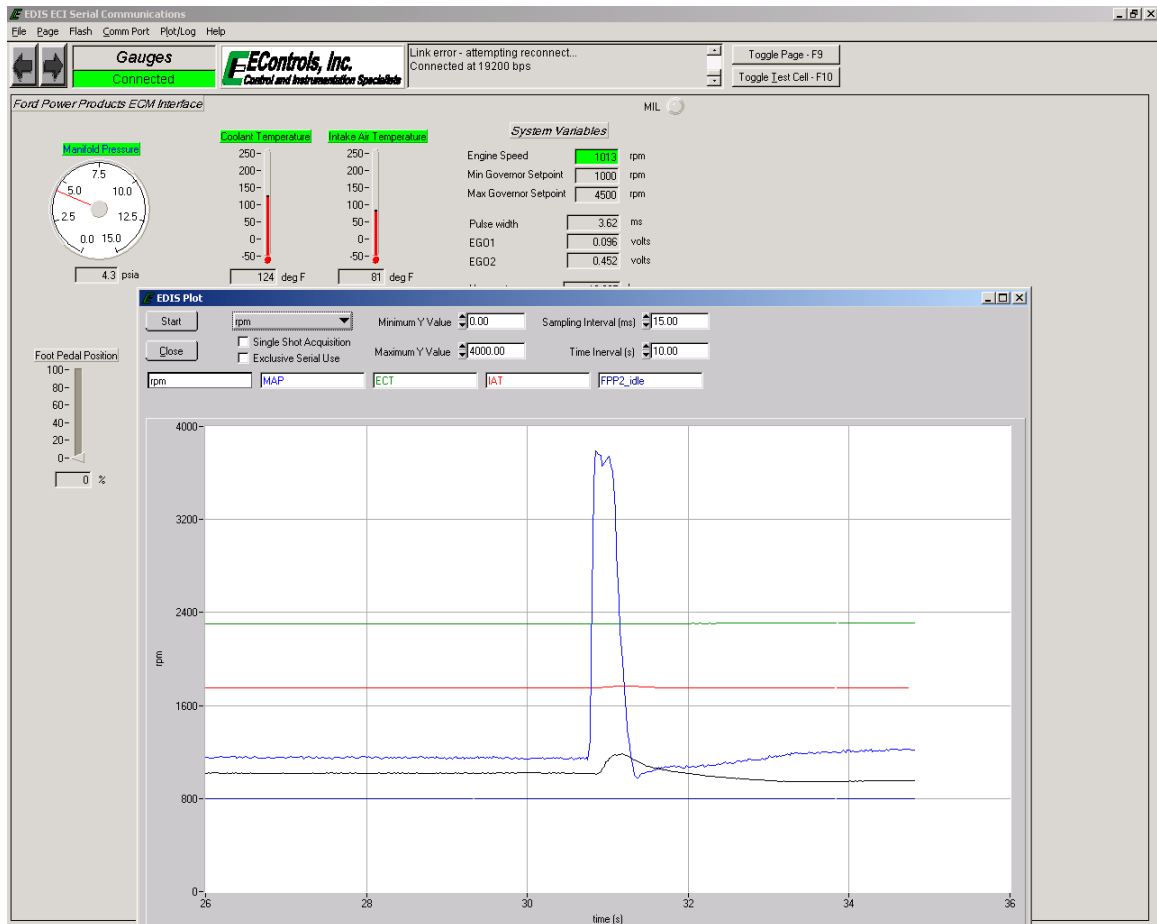 EDIS ECI Serial Communications
File Page Flash Comm Port Plot/Log Help
Gauges
Connected
EControls, Inc.
Control and Instrumentation Specialists
Link error - attempting reconnect...
Connected at 19200 bps
Toggle Page - F9
Toggle Test Cell - F10
Ford Power Products ECM Interface
MIL
Manifold Pressure
7.5
5.0 10.0
2.5 12.5
0.0 15.0
4.3 psia
Coolant Temperature
250
200
150
100
50
0
-50
124 deg F
Intake Air Temperature
250
200
150
100
50
0
-50
81 deg F
System Variables
Engine Speed 1013 rpm
Min Governor Setpoint 1000 rpm
Max Governor Setpoint 4500 rpm
Pulse width 3.62 ms
EGO1 0.096 volts
EGO2 0.452 volts
Foot Pedal Position
100
80
60
40
20
0
0 %
EDIS Plot
Start rpm Minimum Y Value 0.00 Sampling Interval (ms) 15.00
Single Shot Acquisition
Close Exclusive Serial Use Maximum Y Value 4000.00 Time Inerval (s) 10.00
rpm MAP ECT IAT FPP2_idle
4000
3200
2400
1600
800
0
rpm
26 28 30 32 34 36
time (s)